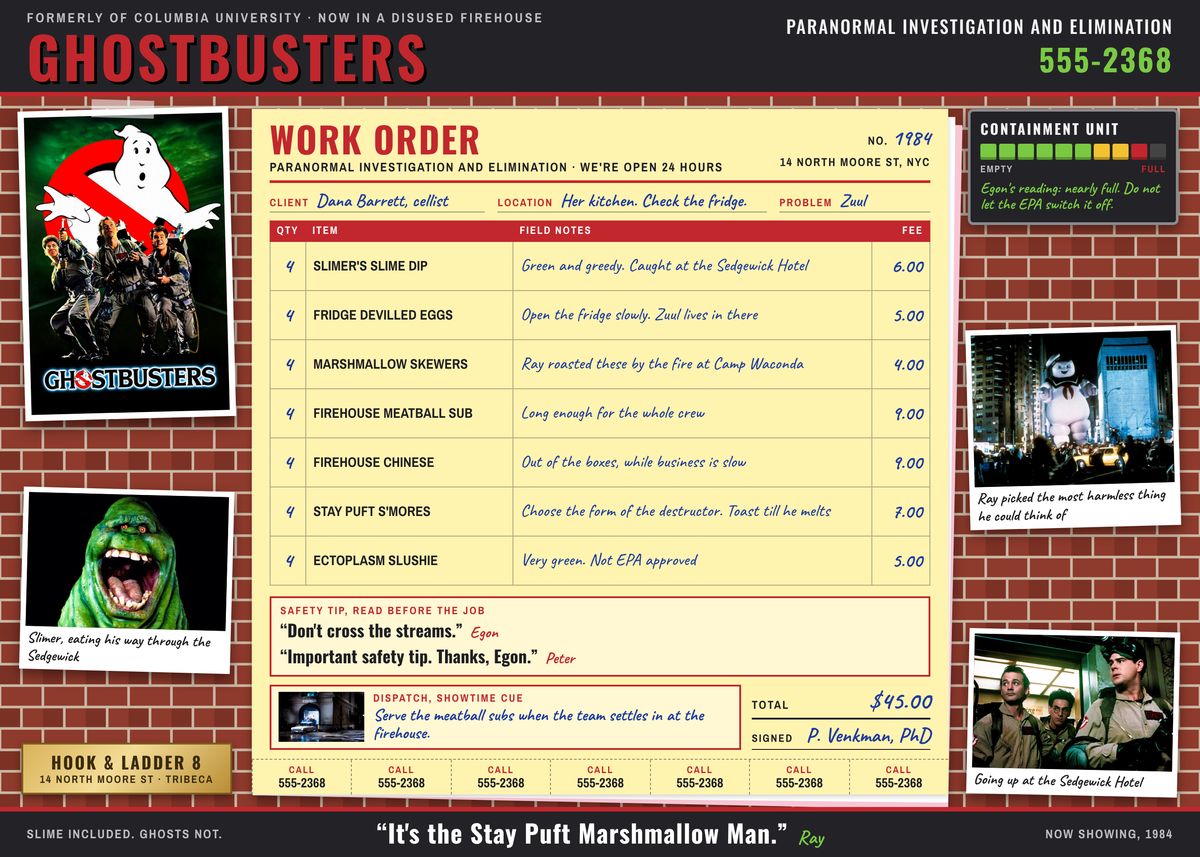 FORMERLY OF COLUMBIA UNIVERSITY · NOW IN A DISUSED FIREHOUSE
GHOSTBUSTERS
PARANORMAL INVESTIGATION AND ELIMINATION
555-2368
GHOSTBUSTERS
Slimer, eating his way through the
Sedgewick
HOOK & LADDER 8
14 NORTH MOORE ST · TRIBECA
WORK ORDER
NO. 1984
PARANORMAL INVESTIGATION AND ELIMINATION · WE'RE OPEN 24 HOURS
14 NORTH MOORE ST, NYC
CLIENT Dana Barrett, cellist LOCATION Her kitchen. Check the fridge. PROBLEM Zuul
QTY ITEM FIELD NOTES FEE
4 SLIMER'S SLIME DIP Green and greedy. Caught at the Sedgewick Hotel 6.00
4 FRIDGE DEVILLED EGGS Open the fridge slowly. Zuul lives in there 5.00
4 MARSHMALLOW SKEWERS Ray roasted these by the fire at Camp Waconda 4.00
4 FIREHOUSE MEATBALL SUB Long enough for the whole crew 9.00
4 FIREHOUSE CHINESE Out of the boxes, while business is slow 9.00
4 STAY PUFT S'MORES Choose the form of the destructor. Toast till he melts 7.00
4 ECTOPLASM SLUSHIE Very green. Not EPA approved 5.00
SAFETY TIP, READ BEFORE THE JOB
“Don't cross the streams.” Egon
“Important safety tip. Thanks, Egon.” Peter
DISPATCH, SHOWTIME CUE
Serve the meatball subs when the team settles in at the
firehouse.
TOTAL $45.00
SIGNED P. Venkman, PhD
CALL CALL CALL CALL CALL CALL CALL
555-2368 555-2368 555-2368 555-2368 555-2368 555-2368 555-2368
CONTAINMENT UNIT
EMPTY FULL
Egon's reading: nearly full. Do not
let the EPA switch it off.
Ray picked the most harmless thing
he could think of
Going up at the Sedgewick Hotel
SLIME INCLUDED. GHOSTS NOT.
“It's the Stay Puft Marshmallow Man.” Ray
NOW SHOWING, 1984